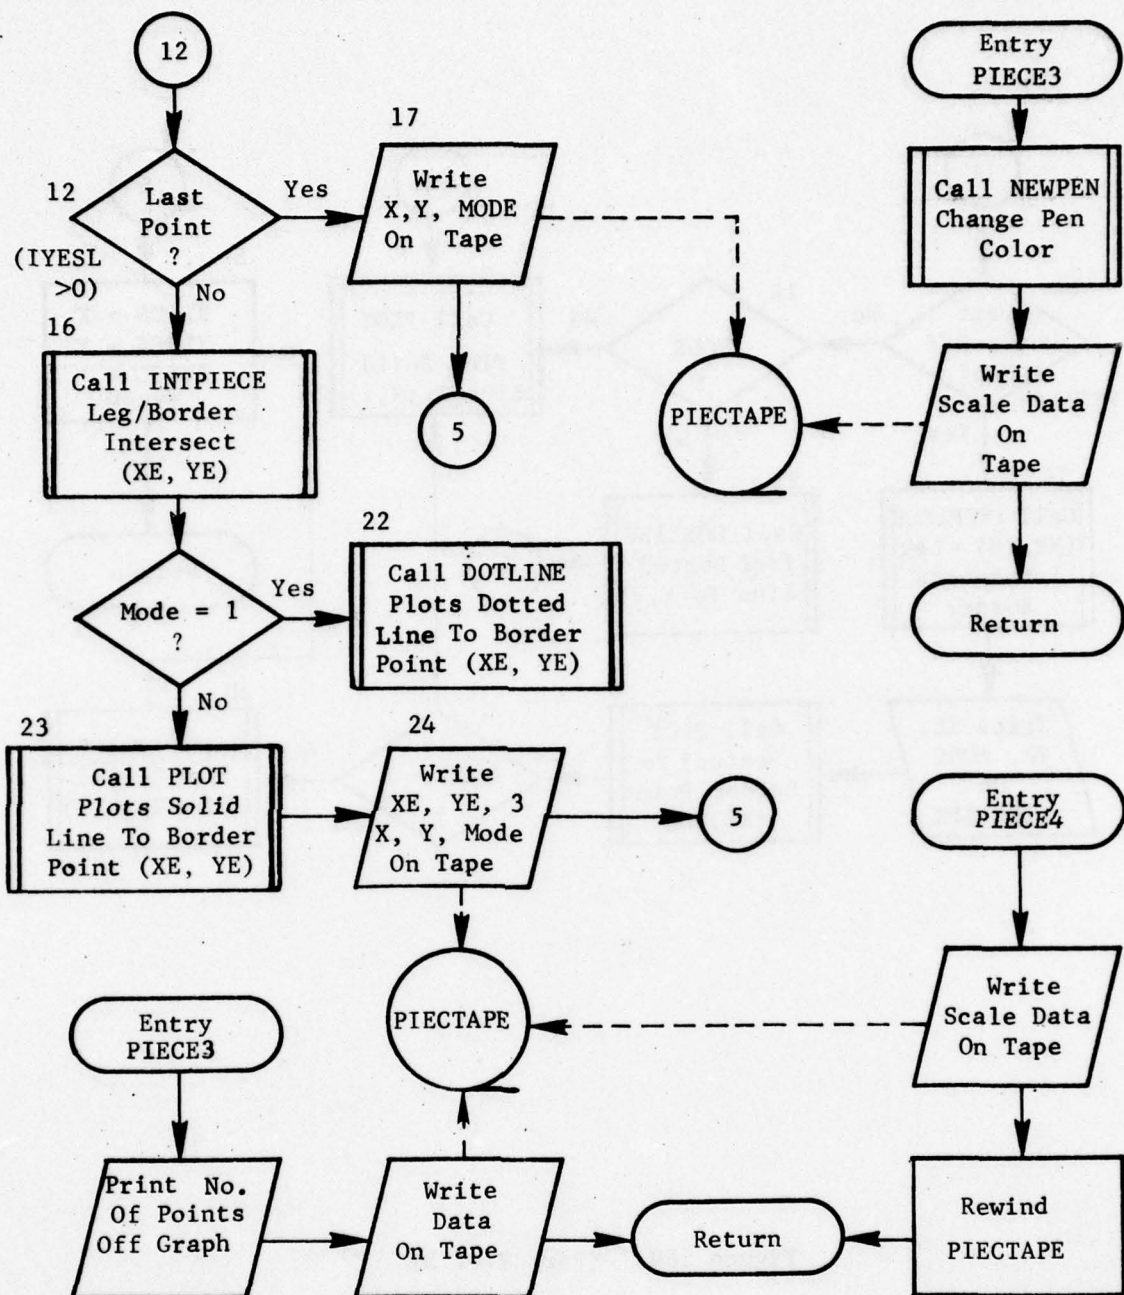 12
12
Last
Point
?
(IYESL
>0)
Yes
No
17
Write
X,Y, MODE
On Tape
5
PIECTAPE
Entry
PIECE3
Call NEWPEN
Change Pen
Color
Write
Scale Data
On
Tape
Return
16
Call INTPIECE
Leg/Border
Intersect
(XE, YE)
Mode = 1
?
Yes
No
22
Call DOTLINE
Plots Dotted
Line To Border
Point (XE, YE)
23
Call PLOT
Plots Solid
Line To Border
Point (XE, YE)
24
Write
XE, YE, 3
X, Y, Mode
On Tape
5
PIECTAPE
Entry
PIECE4
Write
Scale Data
On Tape
Rewind
PIECTAPE
Entry
PIECE3
Print No.
Of Points
Off Graph
Write
Data
On Tape
Return